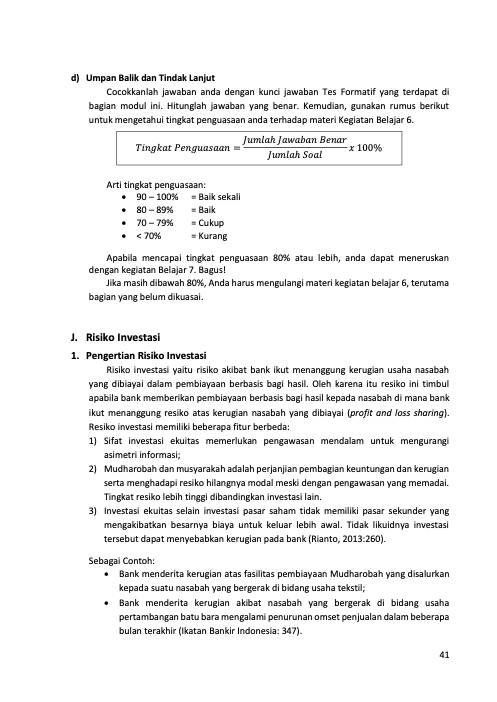 d) Umpan Balik dan Tindak Lanjut
Cocokkanlah jawaban anda dengan kunci jawaban Tes Formatif yang terdapat di
bagian modul ini. Hitunglah jawaban yang benar. Kemudian, gunakan rumus berikut
untuk mengetahui tingkat penguasaan anda terhadap materi Kegiatan Belajar 6.
Tingkat Penguasaan = Jumlah Jawaban Benar / Jumlah Soal x 100%
Arti tingkat penguasaan:
• 90 – 100% = Baik sekali
• 80 – 89% = Baik
• 70 – 79% = Cukup
• < 70% = Kurang
Apabila mencapai tingkat penguasaan 80% atau lebih, anda dapat meneruskan
dengan kegiatan Belajar 7. Bagus!
Jika masih dibawah 80%, Anda harus mengulangi materi kegiatan belajar 6, terutama
bagian yang belum dikuasai.
J. Risiko Investasi
1. Pengertian Risiko Investasi
Risiko investasi yaitu risiko akibat bank ikut menanggung kerugian usaha nasabah
yang dibiayai dalam pembiayaan berbasis bagi hasil. Oleh karena itu resiko ini timbul
apabila bank memberikan pembiayaan berbasis bagi hasil kepada nasabah di mana bank
ikut menanggung resiko atas kerugian nasabah yang dibiayai (profit and loss sharing).
Resiko investasi memiliki beberapa fitur berbeda:
1) Sifat investasi ekuitas memerlukan pengawasan mendalam untuk mengurangi
asimetri informasi;
2) Mudharobah dan musyarakah adalah perjanjian pembagian keuntungan dan kerugian
serta menghadapi resiko hilangnya modal meski dengan pengawasan yang memadai.
Tingkat resiko lebih tinggi dibandingkan investasi lain.
3) Investasi ekuitas selain investasi pasar saham tidak memiliki pasar sekunder yang
mengakibatkan besarnya biaya untuk keluar lebih awal. Tidak likuidnya investasi
tersebut dapat menyebabkan kerugian pada bank (Rianto, 2013:260).
Sebagai Contoh:
• Bank menderita kerugian atas fasilitas pembiayaan Mudharobah yang disalurkan
kepada suatu nasabah yang bergerak di bidang usaha tekstil;
• Bank menderita kerugian akibat nasabah yang bergerak di bidang usaha
pertambangan batu bara mengalami penurunan omset penjualan dalam beberapa
bulan terakhir (Ikatan Bankir Indonesia: 347).
41